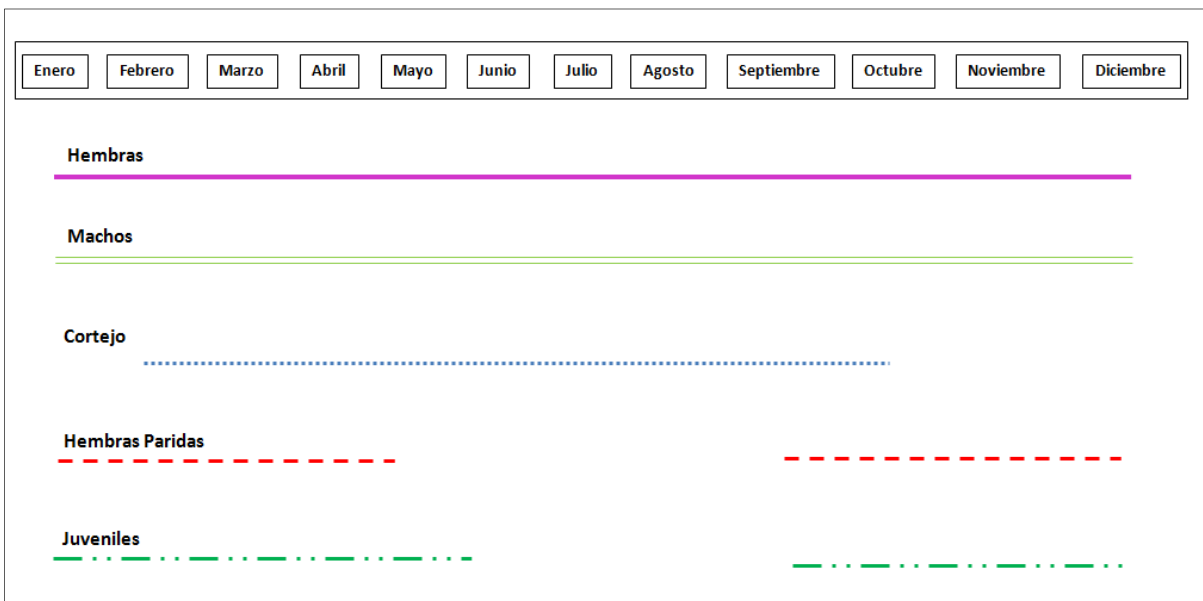 Enero Febrero Marzo Abril Mayo Junio Julio Agosto Septiembre Octubre Noviembre Diciembre
Hembras
Machos
Cortejo
Hembras Paridas
Juveniles